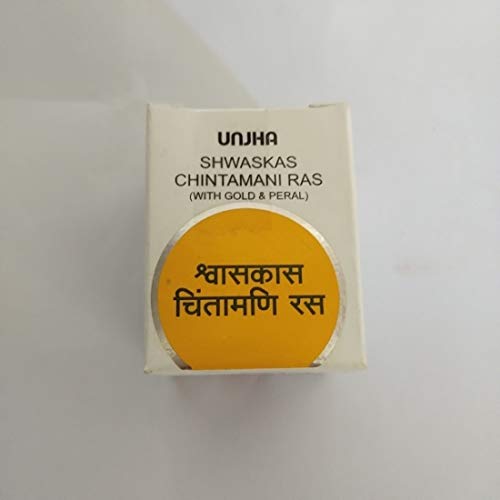 UNJHA
SHWASKAS
CHINTAMANI RAS
(WITH GOLD & PERAL)
श्वासकास
चिंतामणि रस